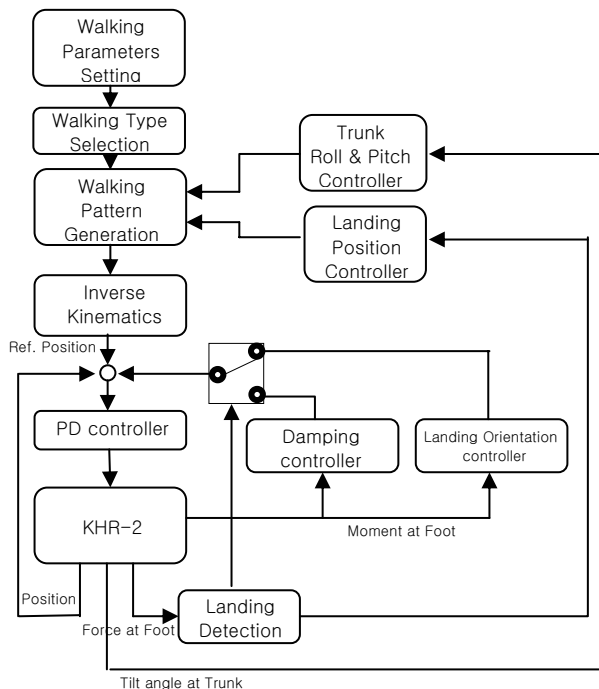 Walking
Parameters
Setting
Walking Type
Selection
Walking
Pattern
Generation
Trunk
Roll & Pitch
Controller
Landing
Position
Controller
Inverse
Kinematics
Ref. Position
PD controller
Damping
controller
Landing Orientation
controller
KHR-2
Moment at Foot
Position
Force at Foot
Landing
Detection
Tilt angle at Trunk